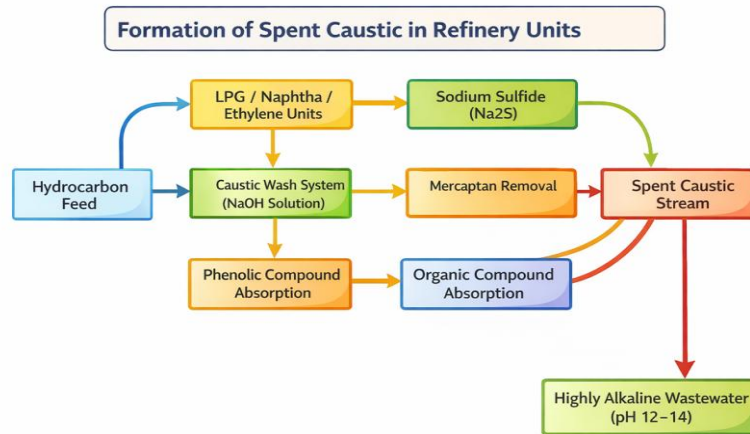 Formation of Spent Caustic in Refinery Units
LPG / Naphtha /
Ethylene Units
Sodium Sulfide
(Na2S)
Hydrocarbon
Feed
Caustic Wash System
(NaOH Solution)
Mercaptan Removal
Spent Caustic
Stream
Phenolic Compound
Absorption
Organic Compound
Absorption
Highly Alkaline Wastewater
(pH 12–14)